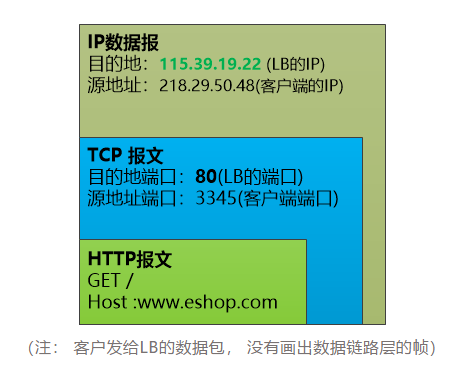 IP数据报
目的地：115.39.19.22 (LB的IP)
源地址：218.29.50.48(客户端的IP)
TCP 报文
目的地端口：80(LB的端口)
源地址端口：3345(客户端端口)
HTTP报文
GET /
Host :www.eshop.com
（注： 客户发给LB的数据包， 没有画出数据链路层的帧）